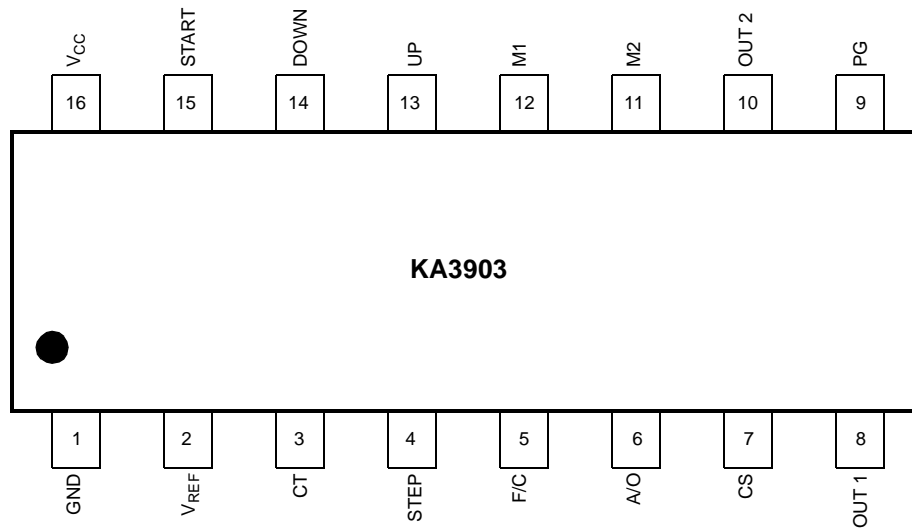 VCC START DOWN UP M1 M2 OUT 2 PG
16 15 14 13 12 11 10 9
KA3903
1 2 3 4 5 6 7 8
GND VREF CT STEP F/C A/O CS OUT 1